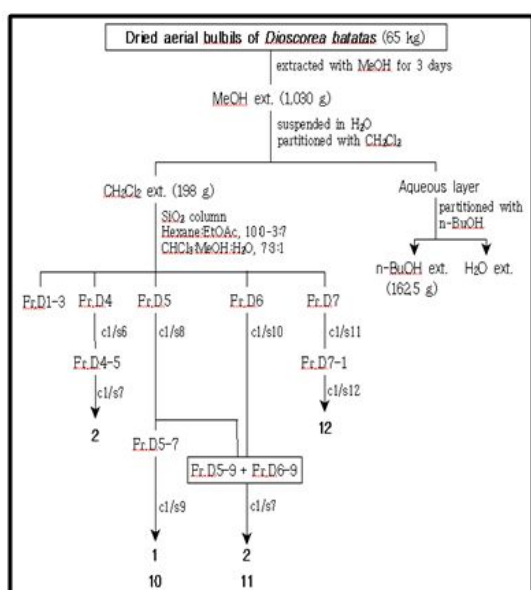 Dried aerial bulbils of Dioscorea batatas (65 kg)
extracted with MeOH for 3 days
MeOH ext. (1,030 g)
suspended in H₂O
partitioned with CH₂Cl₂
CH₂Cl₂ ext. (198 g)
Aqueous layer
SiO₂ column
Hexane:EtOAc, 10:0-3:7
CHCl₃:MeOH:H₂O, 7:3:1
partitioned with
n-BuOH
n-BuOH ext.
(162.5 g)
H₂O ext.
Fr.D1-3
Fr.D4
Fr.D5
Fr.D6
Fr.D7
c1/s6
c1/s8
c1/s10
c1/s11
Fr.D4-5
Fr.D7-1
c1/s7
c1/s12
2
12
Fr.D5-7
Fr.D5-9 + Fr.D6-9
c1/s9
c1/s7
1
2
10
11